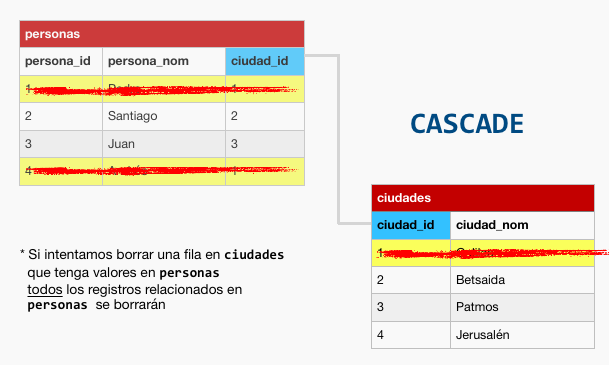 personas
persona_id persona_nom ciudad_id
2 Santiago 2
3 Juan 3
4
CASCADE
ciudades
ciudad_id ciudad_nom
1
2 Betsaida
3 Patmos
4 Jerusalén
* Si intentamos borrar una fila en ciudades
que tenga valores en personas
todos los registros relacionados en
personas se borrarán